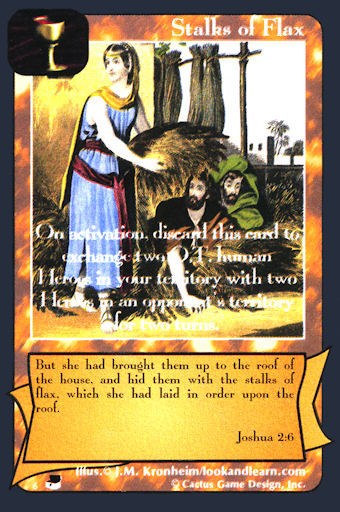 Stalks of Flax
On activation, discard this card to
exchange two O.T. human
Heroes in your territory with two
Heroes in an opponent's territory
for two turns.
But she had brought them up to the roof of
the house, and hid them with the stalks of
flax, which she had laid in order upon the
roof.
Joshua 2:6
Illus. © J.M. Kronheim/lookandlearn.com
© Cactus Game Design, Inc.